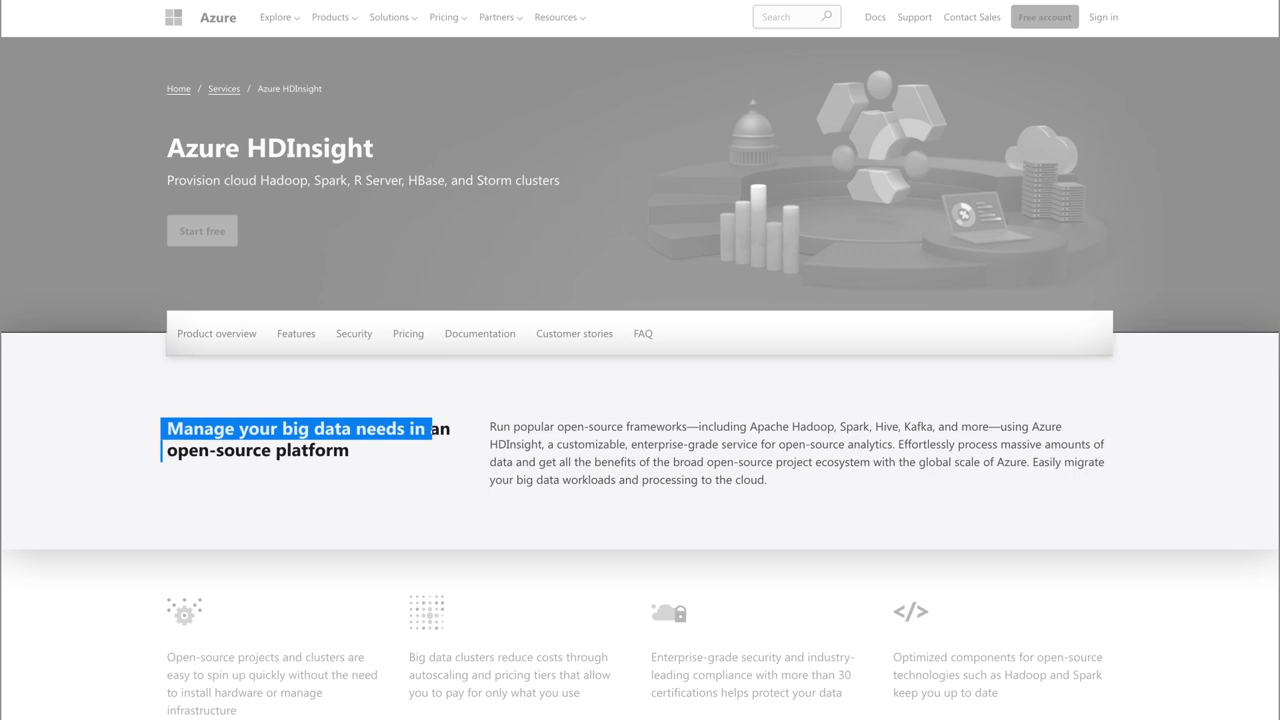 Azure Explore Products Solutions Pricing Partners Resources Search Docs Support Contact Sales Free account Sign in
Home / Services / Azure HDInsight
Azure HDInsight
Provision cloud Hadoop, Spark, R Server, HBase, and Storm clusters
Start free
Product overview Features Security Pricing Documentation Customer stories FAQ
Manage your big data needs in an
open-source platform
Run popular open-source frameworks—including Apache Hadoop, Spark, Hive, Kafka, and more—using Azure
HDInsight, a customizable, enterprise-grade service for open-source analytics. Effortlessly process massive amounts of
data and get all the benefits of the broad open-source project ecosystem with the global scale of Azure. Easily migrate
your big data workloads and processing to the cloud.
Open-source projects and clusters are
easy to spin up quickly without the need
to install hardware or manage
infrastructure
Big data clusters reduce costs through
autoscaling and pricing tiers that allow
you to pay for only what you use
Enterprise-grade security and industry-
leading compliance with more than 30
certifications helps protect your data
</> 
Optimized components for open-source
technologies such as Hadoop and Spark
keep you up to date